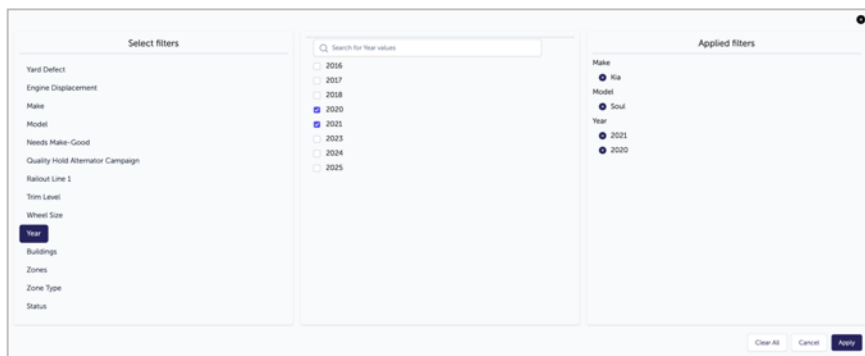 Select filters
Yard Defect
Engine Displacement
Make
Model
Needs Make-Good
Quality Hold Alternator Campaign
Railout Line 1
Trim Level
Wheel Size
Year
Buildings
Zones
Zone Type
Status
Search for Year values
2016
2017
2018
2020
2021
2023
2024
2025
Applied filters
Make
Kia
Model
Soul
Year
2021
2020
Clear All
Cancel
Apply